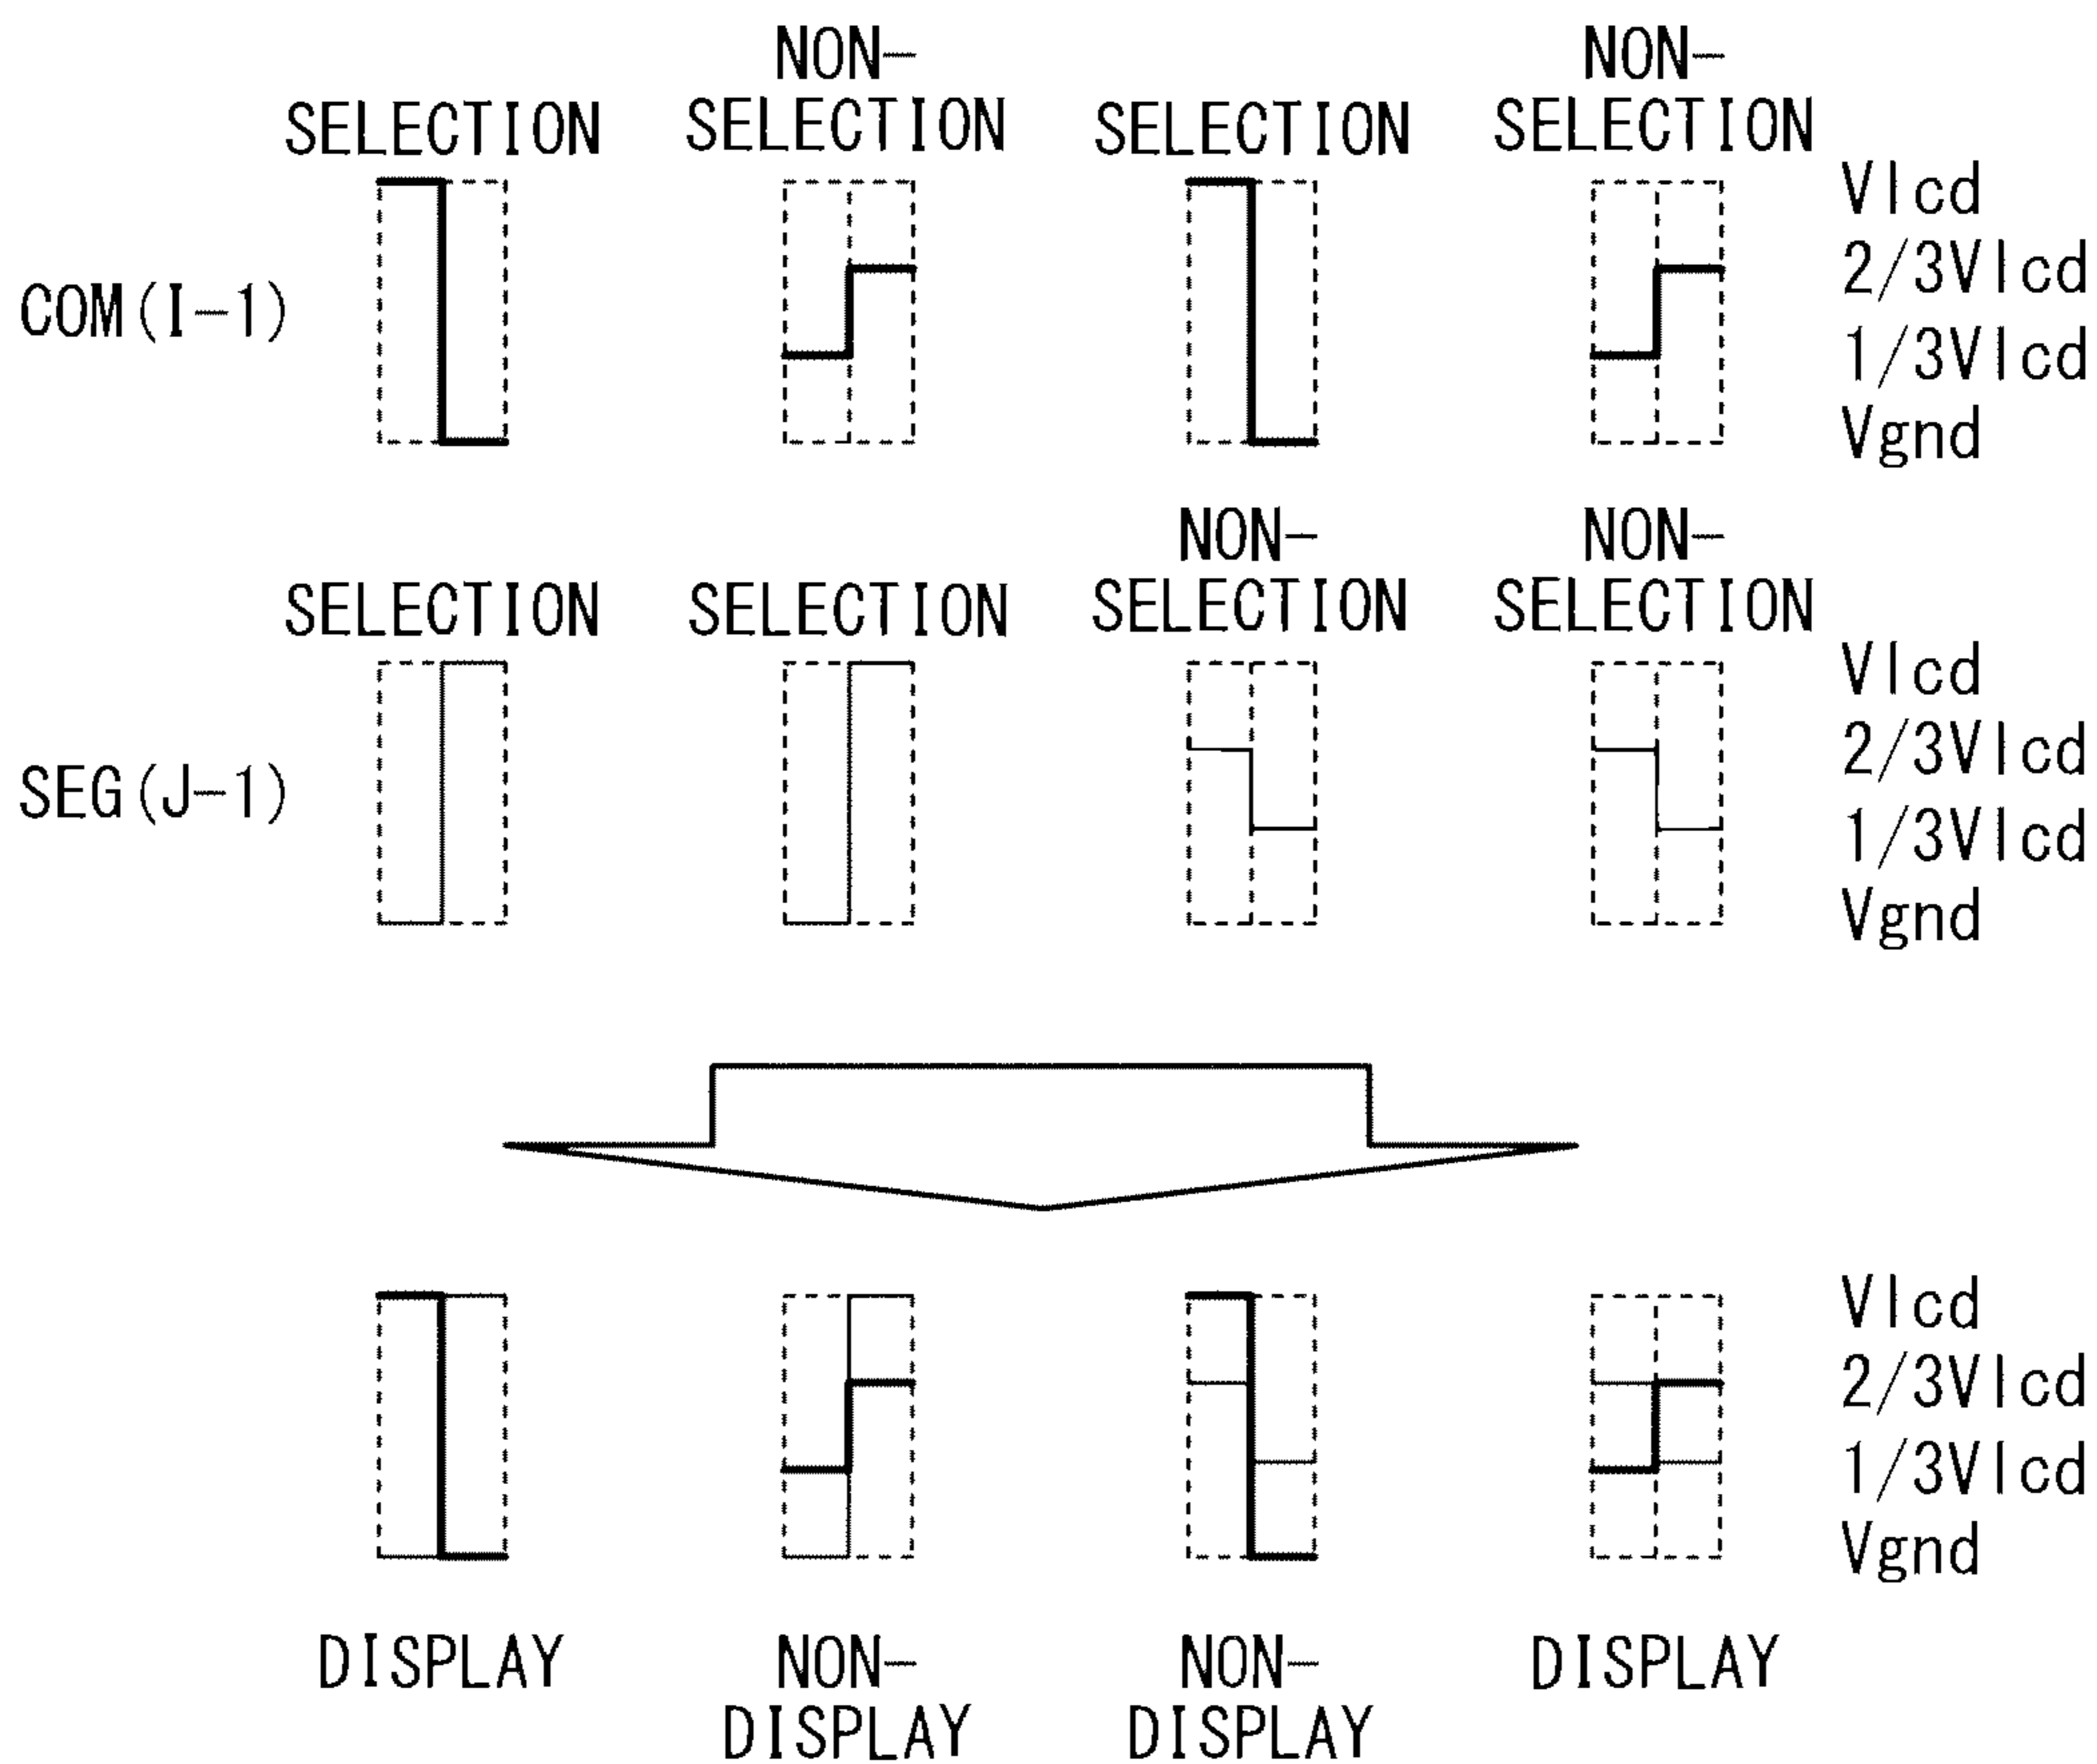 NON-
SELECTION
SELECTION
NON-
SELECTION
SELECTION
COM(I-1)
Vlcd
2/3Vlcd
1/3Vlcd
Vgnd
SELECTION
SELECTION
NON-
SELECTION
NON-
SELECTION
SEG(J-1)
Vlcd
2/3Vlcd
1/3Vlcd
Vgnd
Vlcd
2/3Vlcd
1/3Vlcd
Vgnd
DISPLAY
NON-
DISPLAY
NON-
DISPLAY
DISPLAY